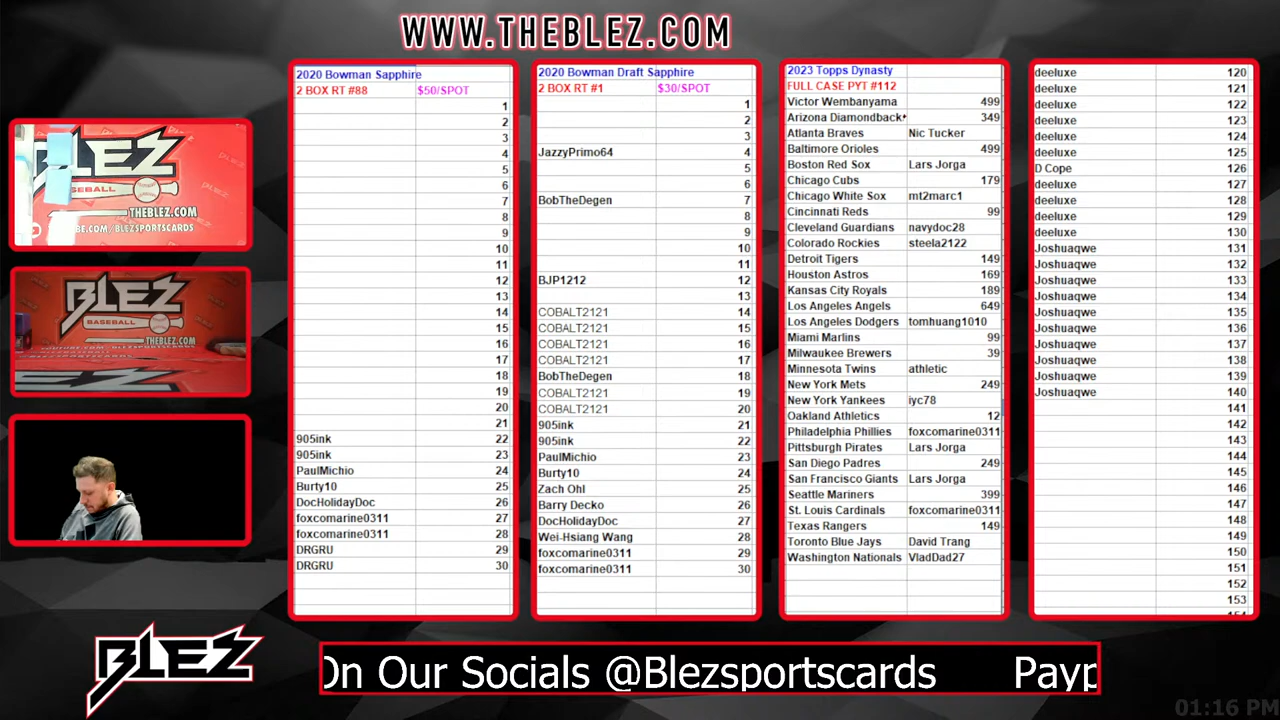 WWW.THEBLEZ.COM
BLEZ
BASEBALL
THEBLEZ.COM
BE.COM/BLEZSPORTSCARDS
BLEZ
BASEBALL
THEBLEZ.COM
2020 Bowman Sapphire
2 BOX RT #88 $50/SPOT
1
2
3
4
5
6
7
8
9
10
11
12
13
14
15
16
17
18
19
20
21
905ink 22
905ink 23
PaulMichio 24
Burty10 25
DocHolidayDoc 26
foxcomarine0311 27
foxcomarine0311 28
DRGRU 29
DRGRU 30
2020 Bowman Draft Sapphire
2 BOX RT #1 $30/SPOT
1
2
3
JazzyPrimo64 4
5
6
BobTheDegen 7
8
9
10
11
BJP1212 12
13
COBALT2121 14
COBALT2121 15
COBALT2121 16
COBALT2121 17
BobTheDegen 18
COBALT2121 19
COBALT2121 20
905ink 21
905ink 22
PaulMichio 23
Burty10 24
Zach Ohl 25
Barry Decko 26
DocHolidayDoc 27
Wei-Hsiang Wang 28
foxcomarine0311 29
foxcomarine0311 30
2023 Topps Dynasty
FULL CASE PYT #112
Victor Wembanyama 499
Arizona Diamondback 349
Atlanta Braves Nic Tucker
Baltimore Orioles 499
Boston Red Sox Lars Jorga
Chicago Cubs 179
Chicago White Sox mt2marc1
Cincinnati Reds 99
Cleveland Guardians navydoc28
Colorado Rockies steela2122
Detroit Tigers 149
Houston Astros 169
Kansas City Royals 189
Los Angeles Angels 649
Los Angeles Dodgers tomhuang1010
Miami Marlins 99
Milwaukee Brewers 39
Minnesota Twins athletic
New York Mets 249
New York Yankees iyc78
Oakland Athletics 12
Philadelphia Phillies foxcomarine0311
Pittsburgh Pirates Lars Jorga
San Diego Padres 249
San Francisco Giants Lars Jorga
Seattle Mariners 399
St. Louis Cardinals foxcomarine0311
Texas Rangers 149
Toronto Blue Jays David Trang
Washington Nationals VladDad27
deeluxe 120
deeluxe 121
deeluxe 122
deeluxe 123
deeluxe 124
deeluxe 125
D Cope 126
deeluxe 127
deeluxe 128
deeluxe 129
deeluxe 130
Joshuaqwe 131
Joshuaqwe 132
Joshuaqwe 133
Joshuaqwe 134
Joshuaqwe 135
Joshuaqwe 136
Joshuaqwe 137
Joshuaqwe 138
Joshuaqwe 139
Joshuaqwe 140
141
142
143
144
145
146
147
148
149
150
151
152
153
BLEZ
On Our Socials @Blezsportscards Payp
01:16 PM